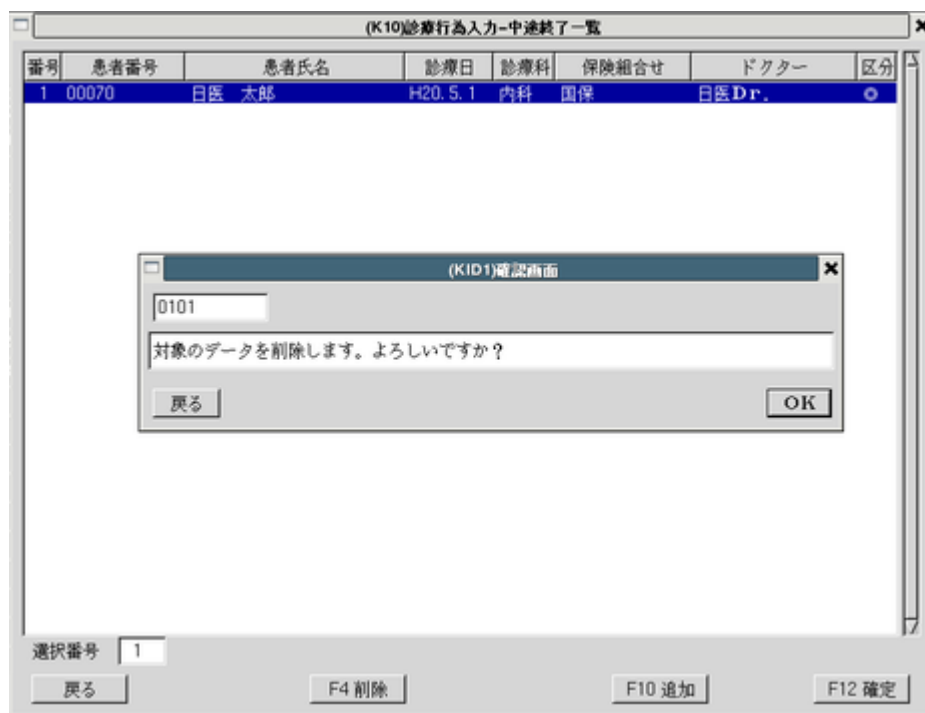 (K10)診療行為入力-中途終了一覧
番号 患者番号 患者氏名 診療日 診療科 保険組合せ ドクター 区分
1 00070 日医 太郎 H20. 5. 1 内科 国保 日医Dr. ◎
(KID1)確認画面
0101
対象のデータを削除します。よろしいですか？
戻る OK
選択番号 1
戻る F4 削除 F10 追加 F12 確定